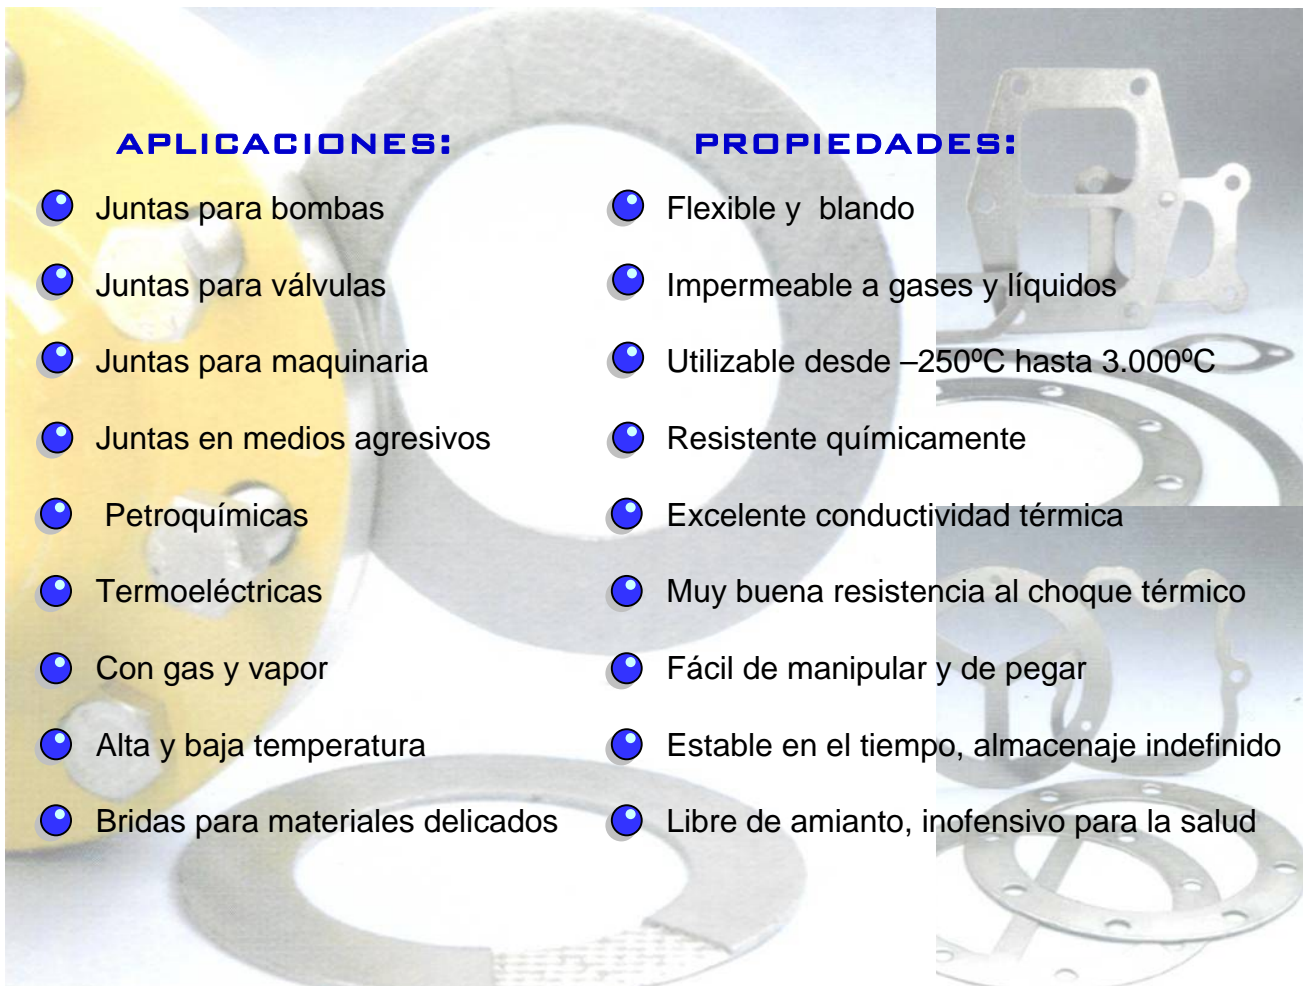 APLICACIONES:
Juntas para bombas
Juntas para válvulas
Juntas para maquinaria
Juntas en medios agresivos
Petroquímicas
Termoeléctricas
Con gas y vapor
Alta y baja temperatura
Bridas para materiales delicados
PROPIEDADES:
Flexible y blando
Impermeable a gases y líquidos
Utilizable desde –250ºC hasta 3.000ºC
Resistente químicamente
Excelente conductividad térmica
Muy buena resistencia al choque térmico
Fácil de manipular y de pegar
Estable en el tiempo, almacenaje indefinido
Libre de amianto, inofensivo para la salud